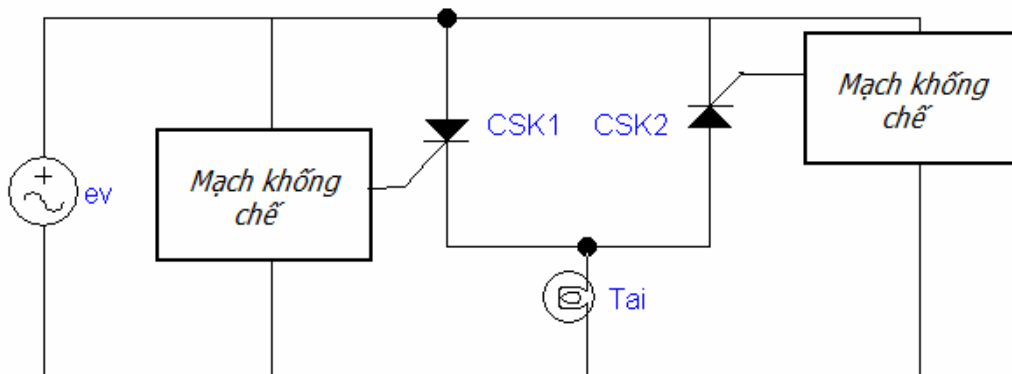 Mạch khống
chế
CSK1
CSK2
Mạch khống
chế
ev
Tai